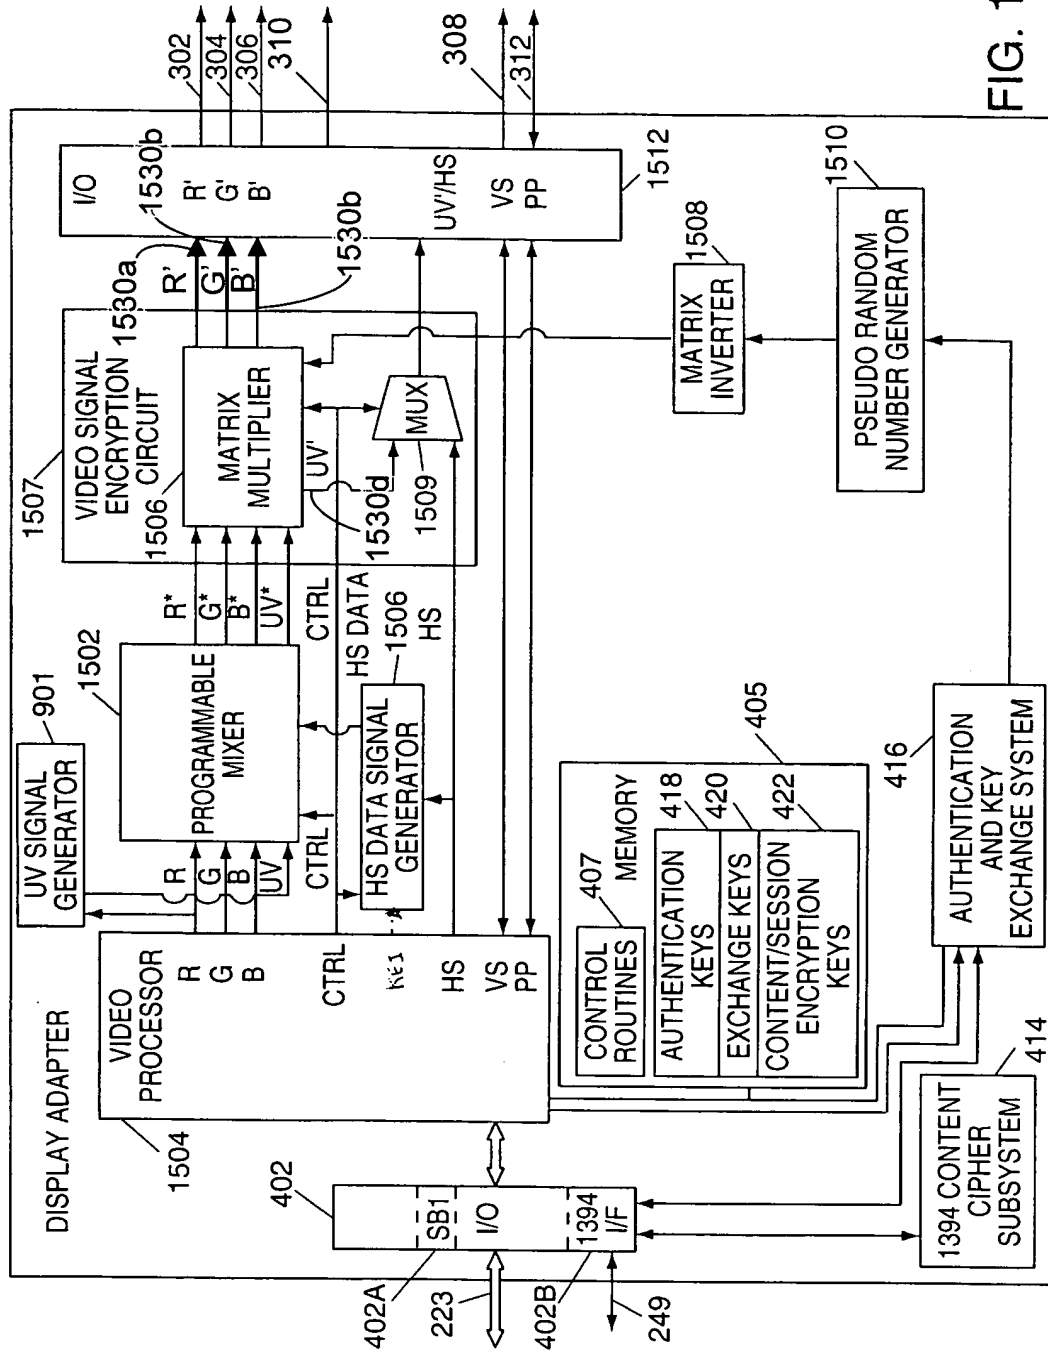 DISPLAY ADAPTER
1504
VIDEO
PROCESSOR
R
G
B
CTRL
HS
VS
PP
402
SB1
I/O
1394
I/F
402A
223
402B
249
UV SIGNAL
GENERATOR
901
R
G
B
UV
CTRL
PROGRAMMABLE
MIXER
1502
HS DATA SIGNAL
GENERATOR
1506
R*
G*
B*
UV*
CTRL
HS DATA
HS
1507
VIDEO SIGNAL
ENCRYPTION
CIRCUIT
1506
MATRIX
MULTIPLIER
UV'
1530d
MUX
1509
R'
G'
B'
1530a
1530b
1530b
I/O
R'
G'
B'
UV'/HS
VS
PP
1512
302
304
306
310
308
312
MATRIX
INVERTER
1508
PSEUDO RANDOM
NUMBER GENERATOR
1510
CONTROL
ROUTINES
407
MEMORY
405
AUTHENTICATION
KEYS
418
EXCHANGE KEYS
420
CONTENT/SESSION
ENCRYPTION
KEYS
422
416
AUTHENTICATION
AND KEY
EXCHANGE SYSTEM
1394 CONTENT
CIPHER
SUBSYSTEM
414
FIG. 1